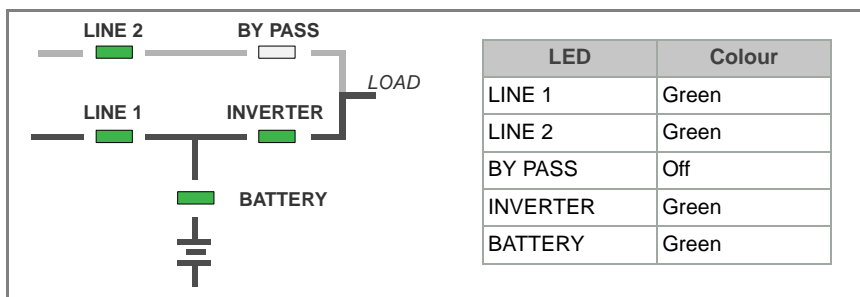 LINE 2 BY PASS
LOAD
LINE 1 INVERTER
BATTERY
LED Colour
LINE 1 Green
LINE 2 Green
BY PASS Off
INVERTER Green
BATTERY Green